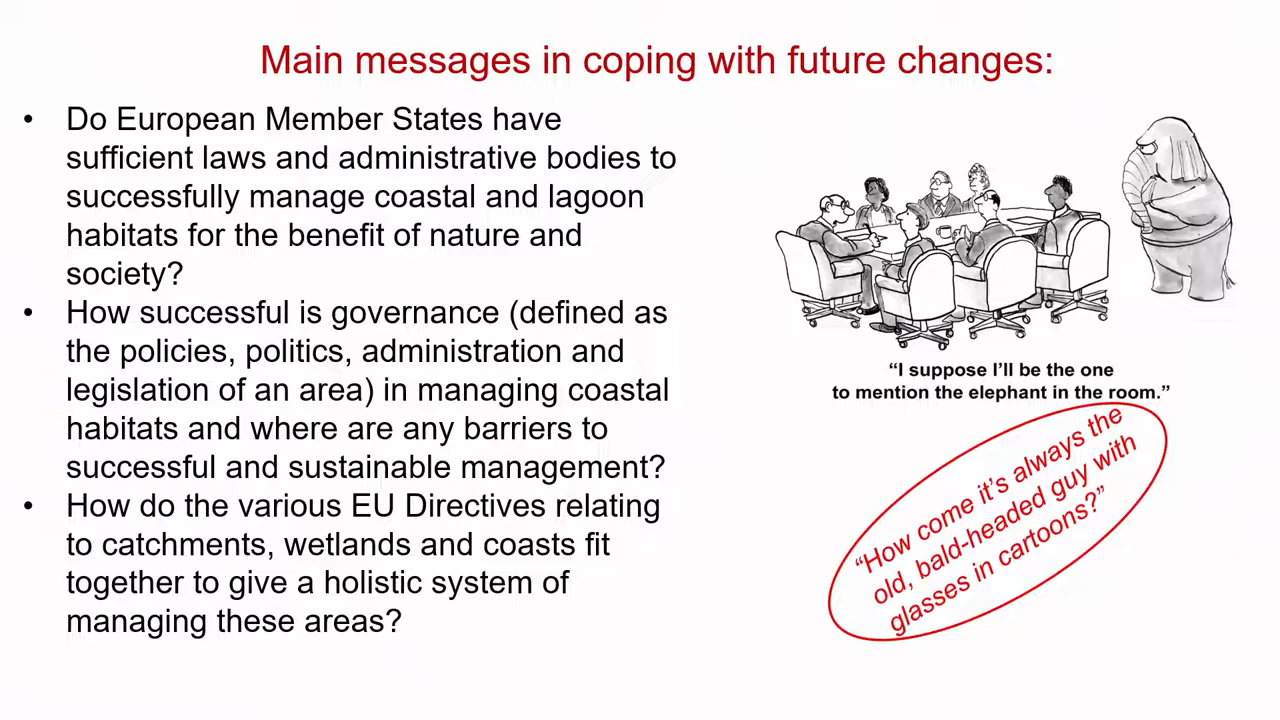 Main messages in coping with future changes:
• Do European Member States have
sufficient laws and administrative bodies to
successfully manage coastal and lagoon
habitats for the benefit of nature and
society?
• How successful is governance (defined as
the policies, politics, administration and
legislation of an area) in managing coastal
habitats and where are any barriers to
successful and sustainable management?
• How do the various EU Directives relating
to catchments, wetlands and coasts fit
together to give a holistic system of
managing these areas?
“I suppose I’ll be the one
to mention the elephant in the room.”
“How come it’s always the
old, bald-headed guy with
glasses in cartoons?”